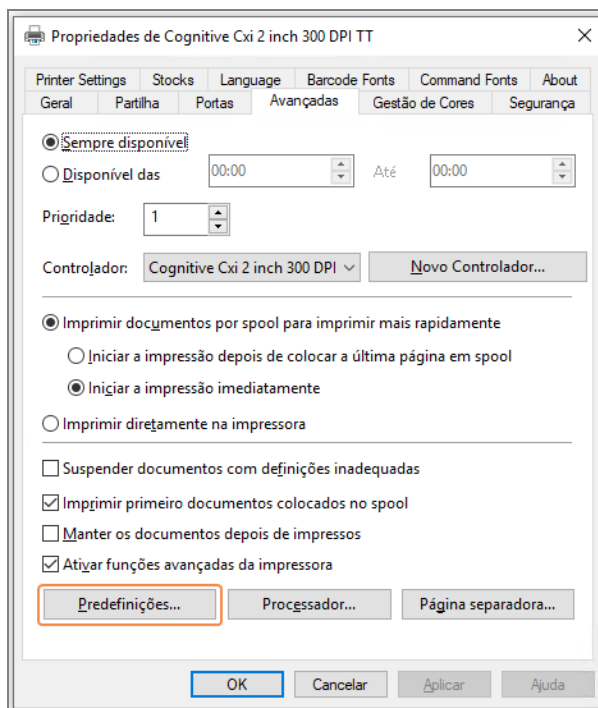 Propriedades de Cognitive Cxi 2 inch 300 DPI TT
Printer Settings Stocks Language Barcode Fonts Command Fonts About
Geral Partilha Portas Avançadas Gestão de Cores Segurança
Sempre disponível
Disponível das 00:00 Até 00:00
Prioridade: 1
Controlador: Cognitive Cxi 2 inch 300 DPI Novo Controlador...
Imprimir documentos por spool para imprimir mais rapidamente
Iniciar a impressão depois de colocar a última página em spool
Iniciar a impressão imediatamente
Imprimir diretamente na impressora
Suspender documentos com definições inadequadas
Imprimir primeiro documentos colocados no spool
Manter os documentos depois de impressos
Ativar funções avançadas da impressora
Predefinições... Processador... Página separadora...
OK Cancelar Aplicar Ajuda